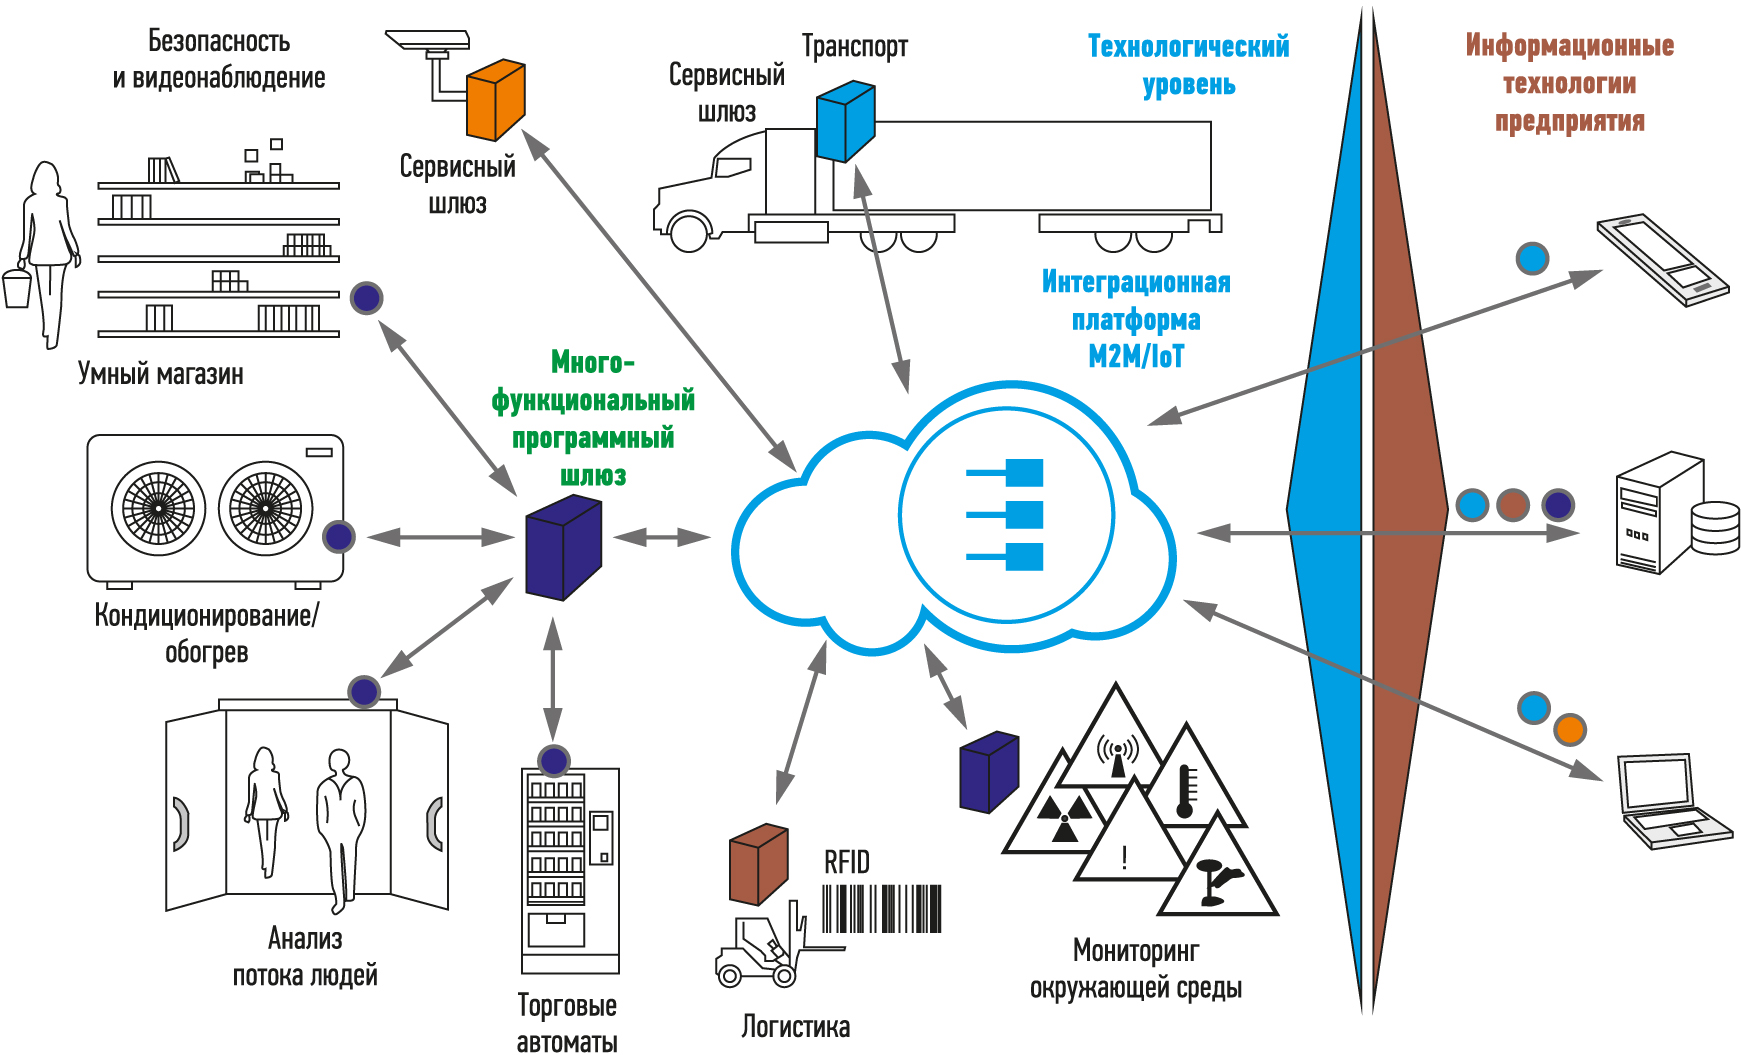 Безопасность
и видеонаблюдение
Сервисный
шлюз
Транспорт
Сервисный
шлюз
Технологический
уровень
Информационные
технологии
предприятия
Умный магазин
Много-
функциональный
программный
шлюз
Интеграционная
платформа
M2M/IoT
Кондиционирование/
обогрев
Анализ
потока людей
Торговые
автоматы
RFID
Логистика
!
Мониторинг
окружающей среды